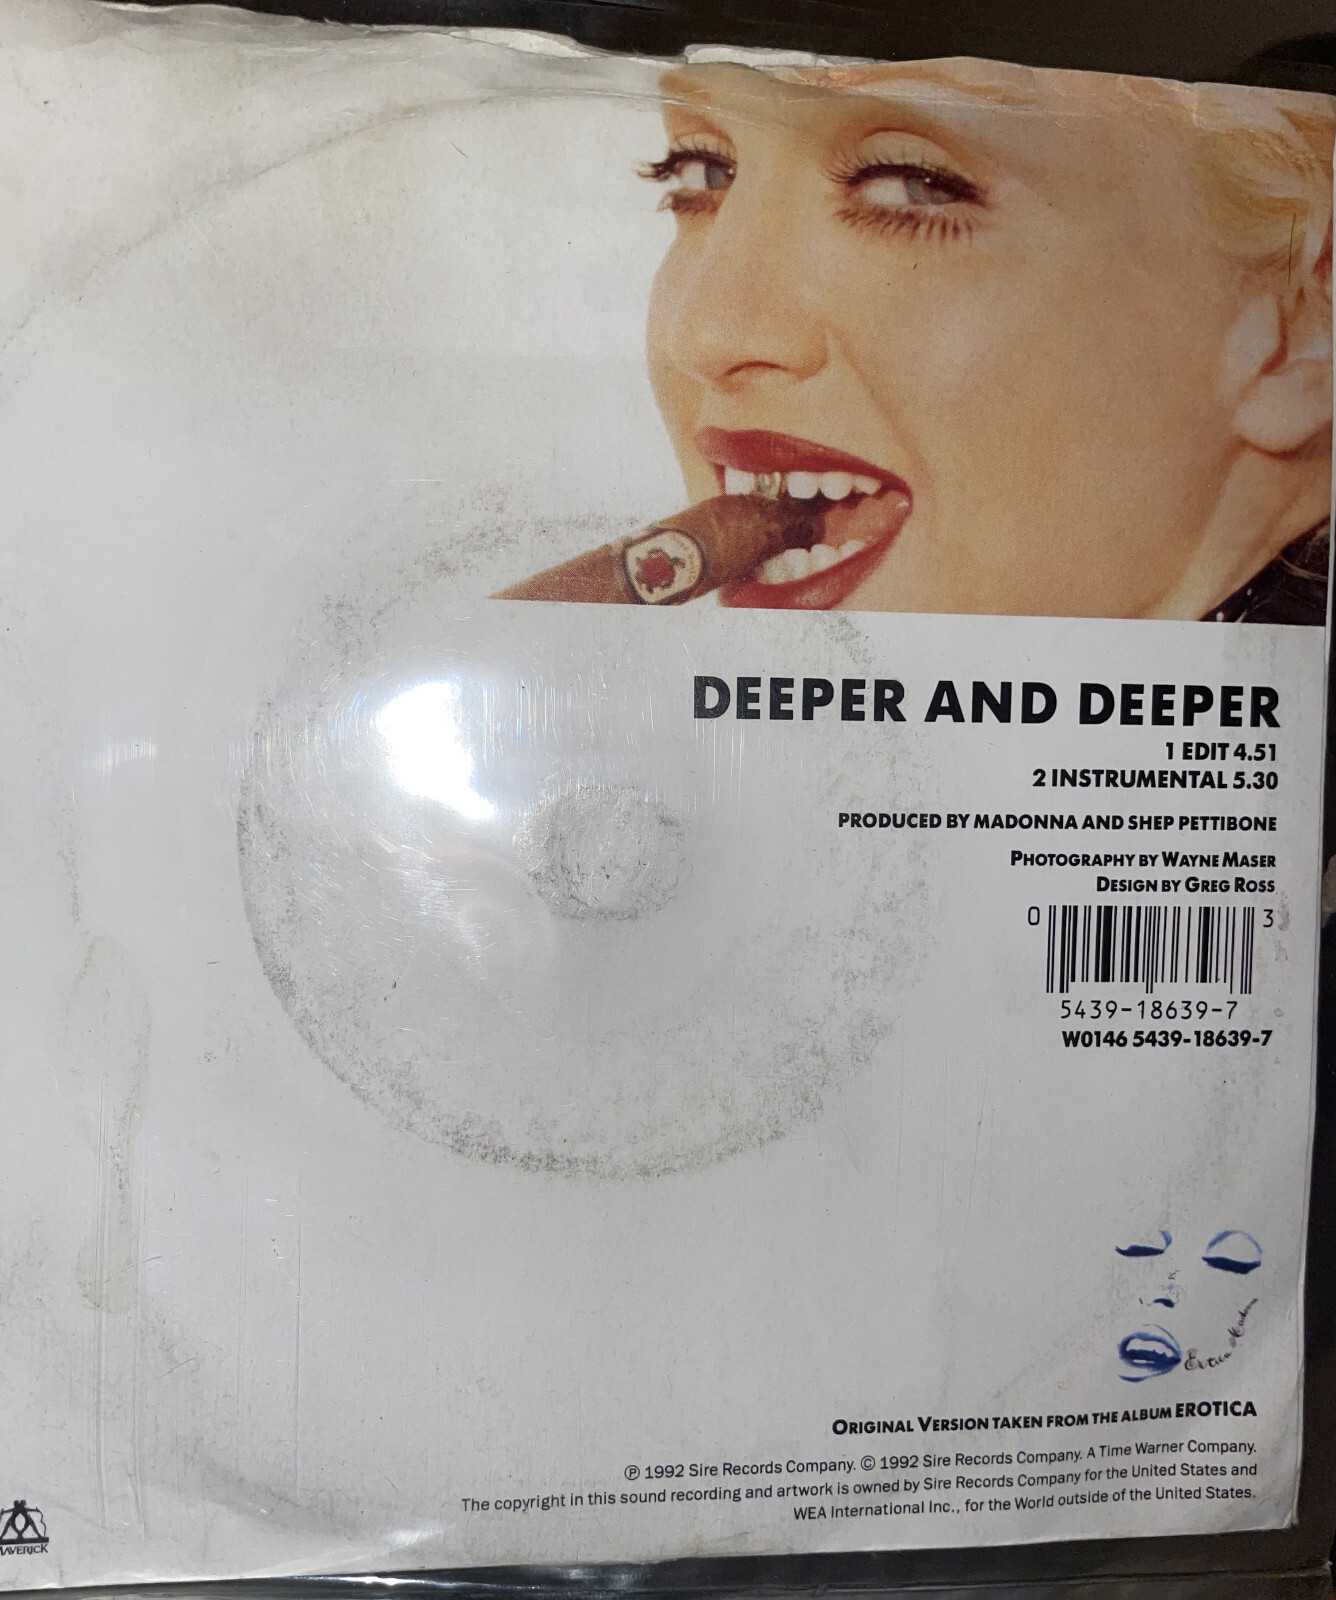 DEEPER AND DEEPER
1 EDIT 4.51
2 INSTRUMENTAL 5.30
PRODUCED BY MADONNA AND SHEP PETTIBONE
PHOTOGRAPHY BY WAYNE MASER
DESIGN BY GREG ROSS
0 3
5439-18639-7
W0146 5439-18639-7
Erotica Madonna
ORIGINAL VERSION TAKEN FROM THE ALBUM EROTICA
℗ 1992 Sire Records Company. © 1992 Sire Records Company. A Time Warner Company.
The copyright in this sound recording and artwork is owned by Sire Records Company for the United States and
WEA International Inc., for the World outside of the United States.
MAVERICK